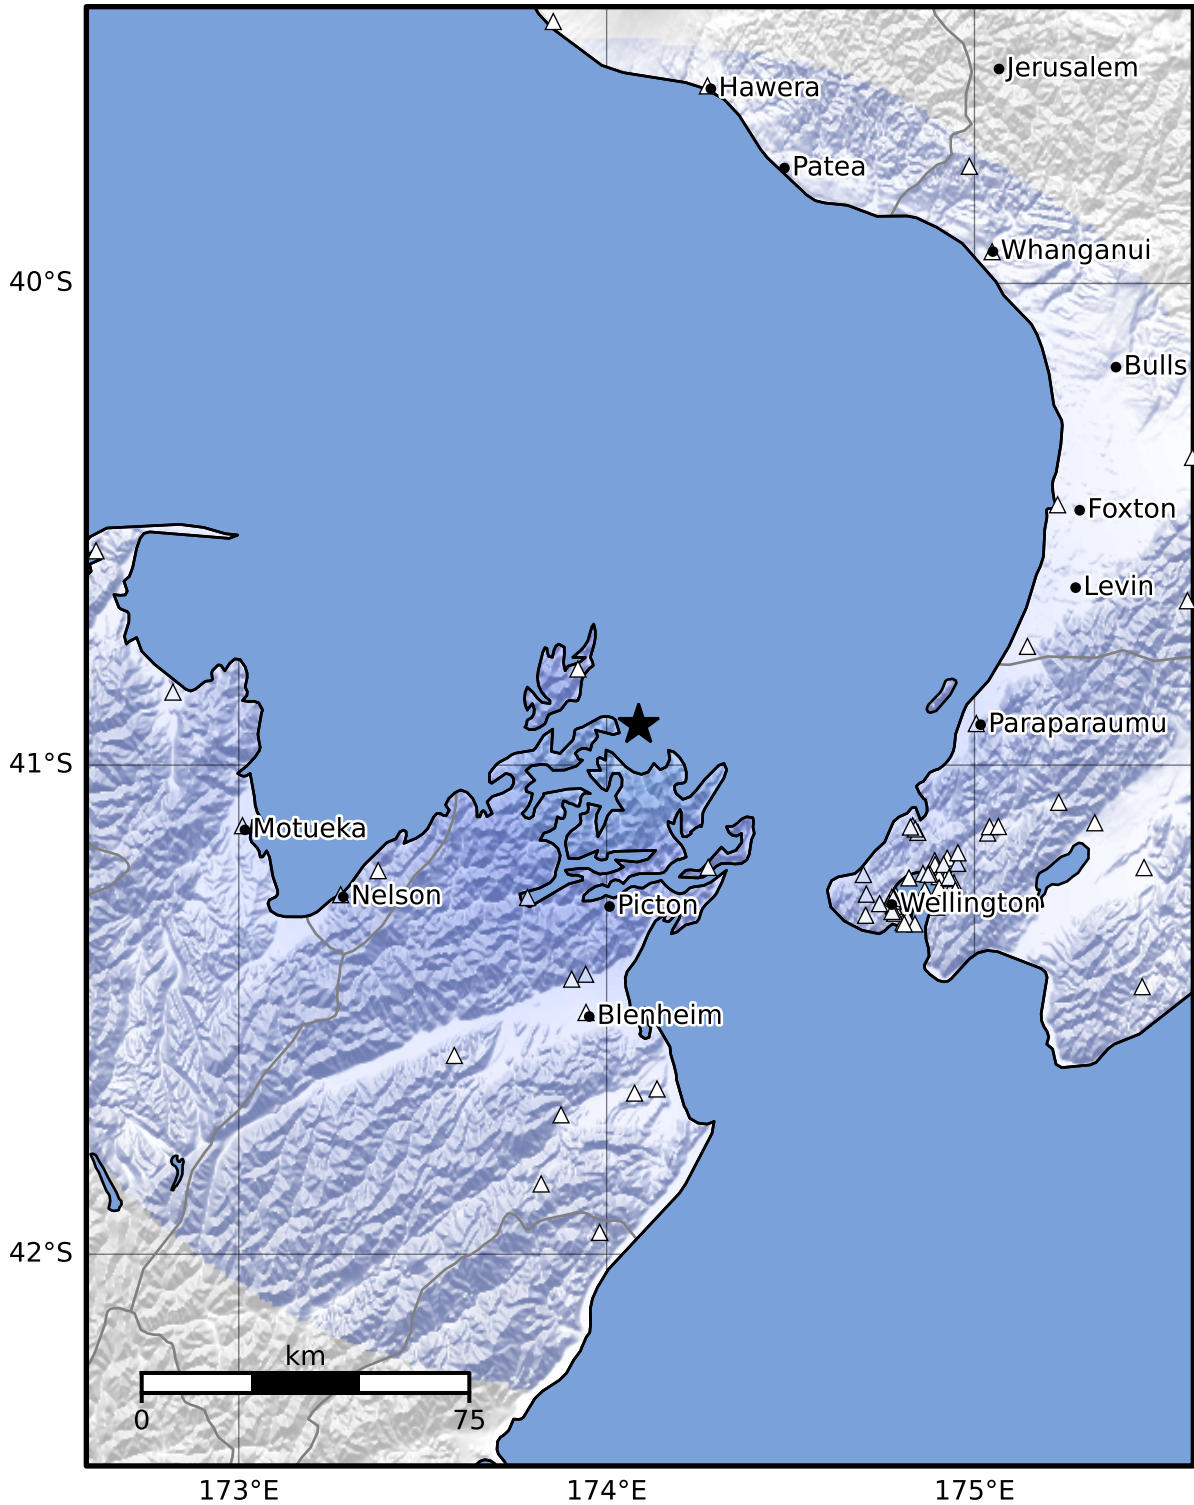 Jerusalem
Hawera
Patea
Whanganui
40°S
Bulls
Foxton
Levin
Paraparaumu
41°S
Motueka
Nelson
Picton
Wellington
Blenheim
42°S
km
0 75
173°E 174°E 175°E